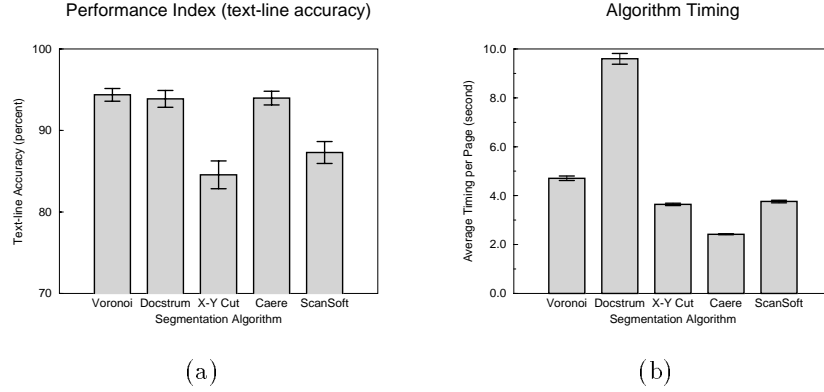 Performance Index (text-line accuracy)
100
90
80
70
Text-line Accuracy (percent)
Voronoi Docstrum X-Y Cut Caere ScanSoft
Segmentation Algorithm
(a)
Algorithm Timing
10.0
8.0
6.0
4.0
2.0
0.0
Average Timing per Page (second)
Voronoi Docstrum X-Y Cut Caere ScanSoft
Segmentation Algorithm
(b)